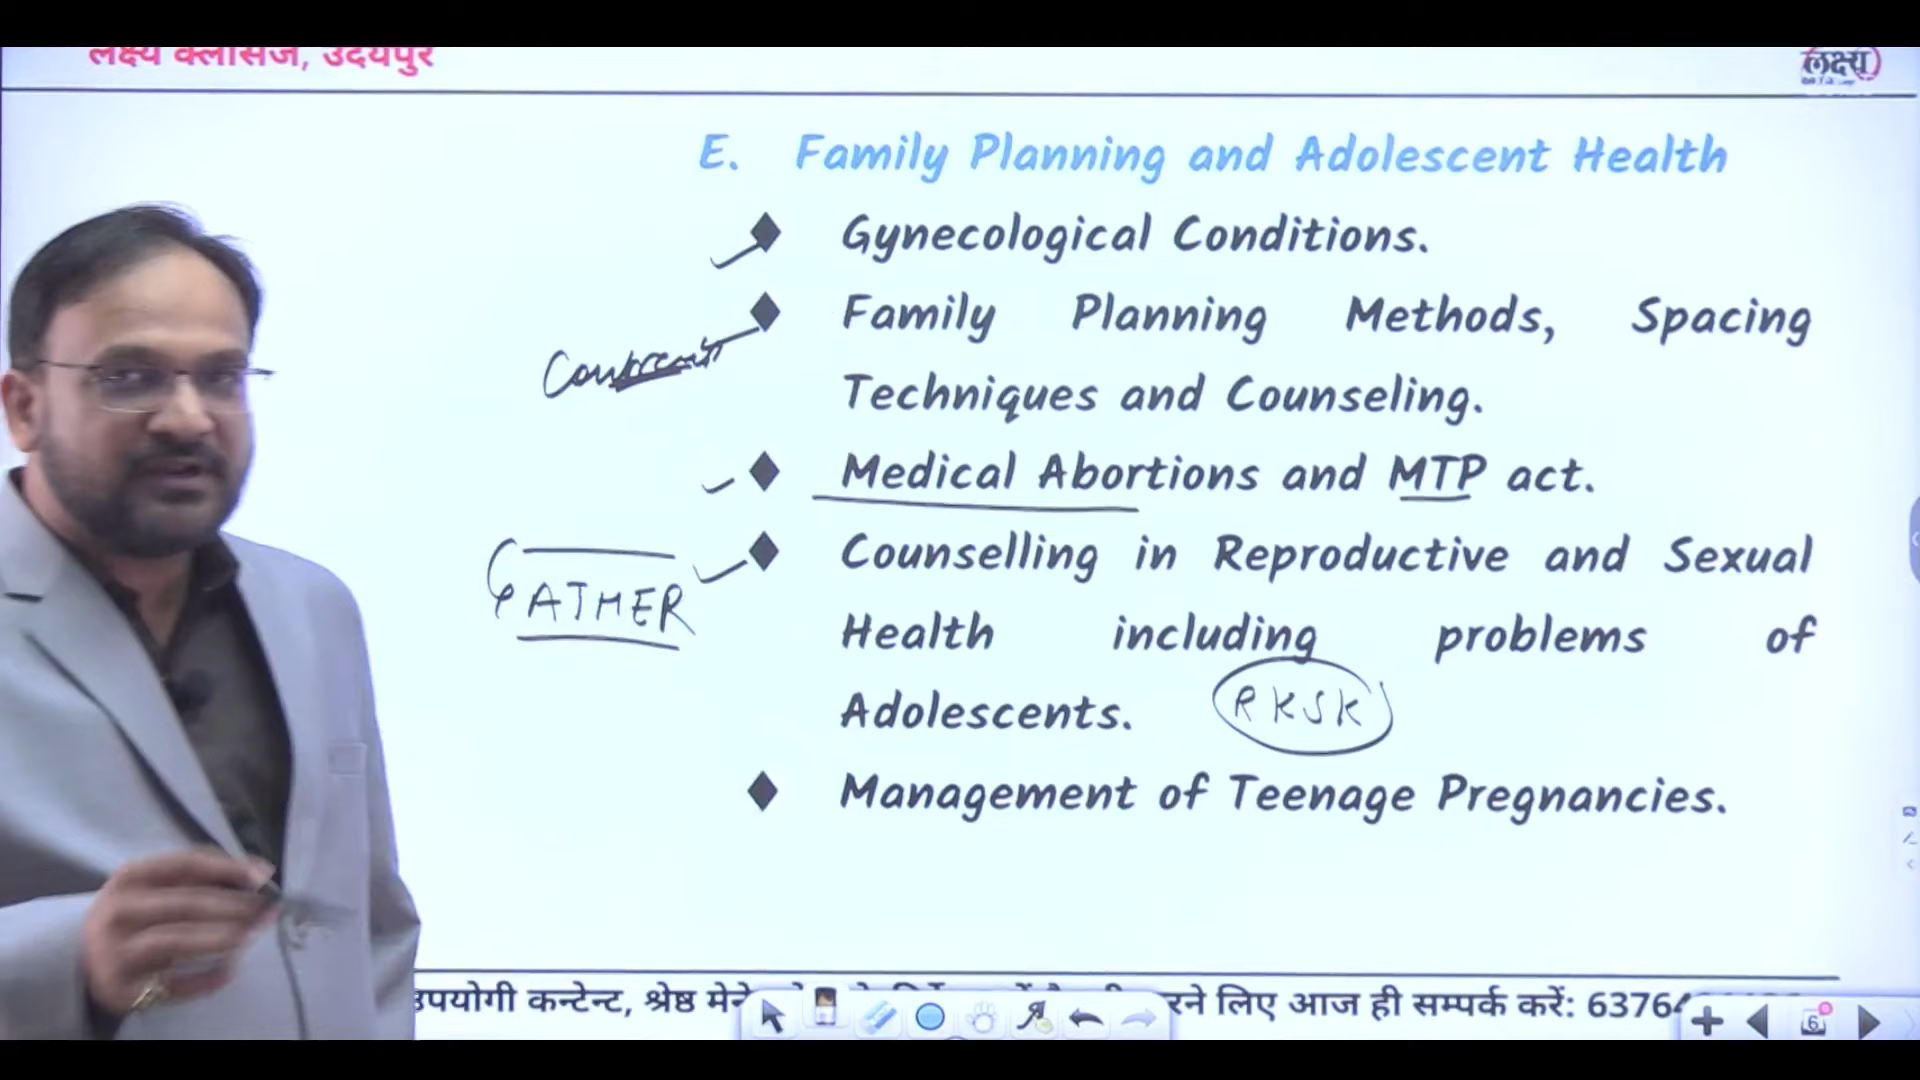 लक्ष्य क्लासेज, उदयपुर
लक्ष्य
E. Family Planning and Adolescent Health
Gynecological Conditions.
Family Planning Methods, Spacing
Techniques and Counseling.
Medical Abortions and MTP act.
GATHER
Counselling in Reproductive and Sexual
Health including problems of
Adolescents. RKSK
Management of Teenage Pregnancies.
उपयोगी कन्टेन्ट, श्रेष्ठ लिए आज ही सम्पर्क करें: 6376
6